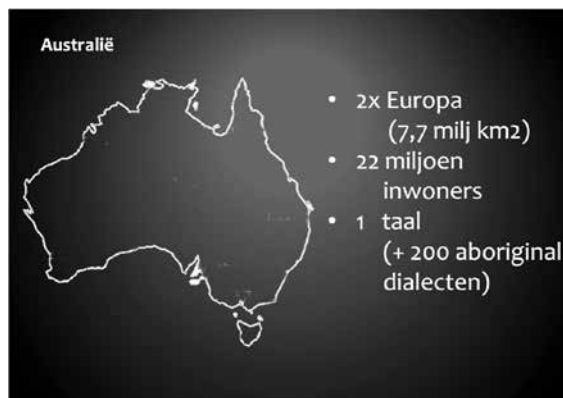 Australië
• 2x Europa
(7,7 milj km2)
• 22 miljoen
inwoners
• 1 taal
(+ 200 aboriginal
dialecten)